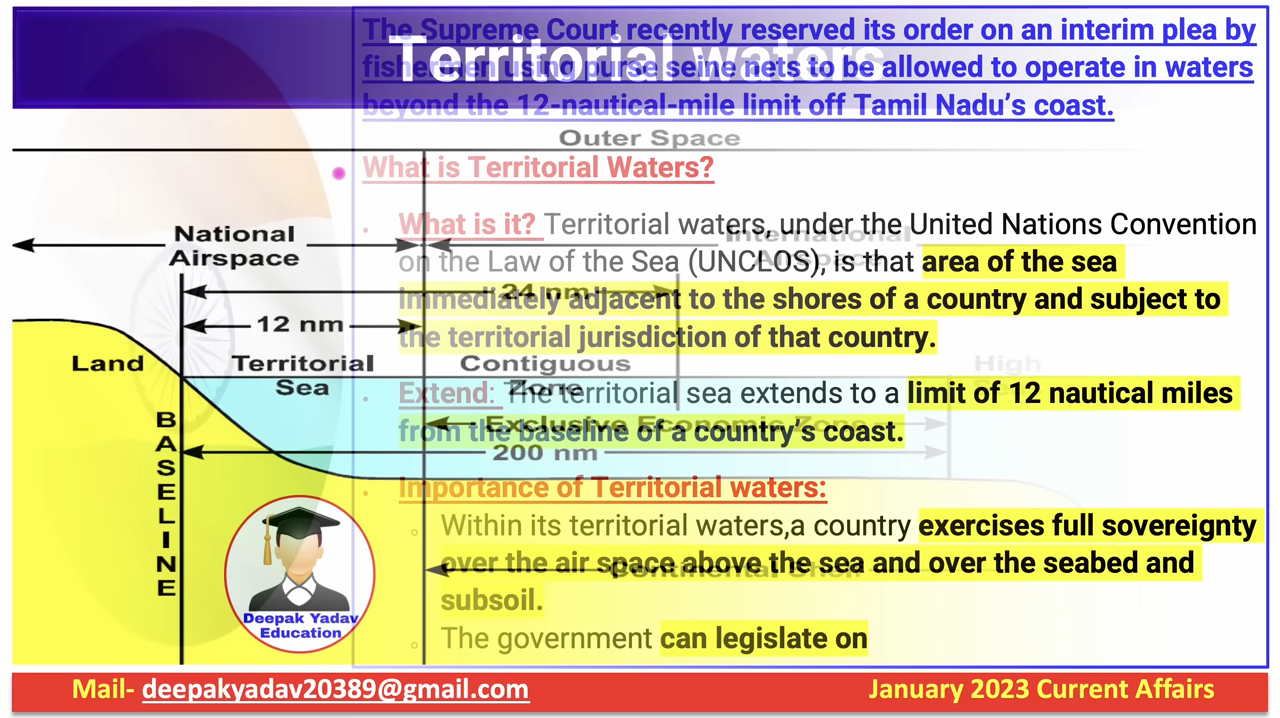 Territorial waters
The Supreme Court recently reserved its order on an interim plea by
fishermen using purse seine nets to be allowed to operate in waters
beyond the 12-nautical-mile limit off Tamil Nadu's coast.
Outer Space
What is Territorial Waters?
What is it? Territorial waters, under the United Nations Convention
on the Law of the Sea (UNCLOS), is that area of the sea
immediately adjacent to the shores of a country and subject to
the territorial jurisdiction of that country.
Extend: The territorial sea extends to a limit of 12 nautical miles
from the baseline of a country's coast.
Importance of Territorial waters:
Within its territorial waters,a country exercises full sovereignty
over the air space above the sea and over the seabed and
subsoil.
The government can legislate on
National
Airspace
International
Airspace
24 nm
12 nm
Land
Territorial
Sea
Contiguous
Zone
High
Exclusive Economic Zone
200 nm
Continental Shelf
BASELINE
Deepak Yadav
Education
Mail- deepakyadav20389@gmail.com
January 2023 Current Affairs